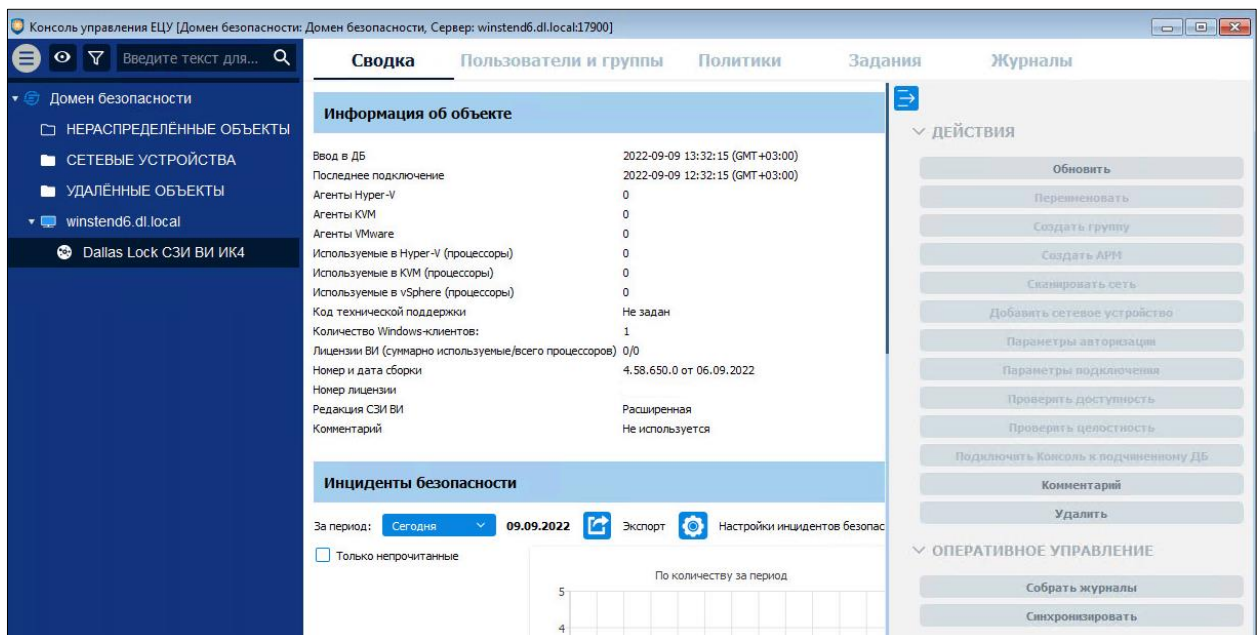 Консоль управления ЕЦУ [Домен безопасности: Домен безопасности, Сервер: winstend6.dl.local:17900]
Введите текст для...
Сводка Пользователи и группы Политики Задания Журналы
Домен безопасности
НЕРАСПРЕДЕЛЁННЫЕ ОБЪЕКТЫ
СЕТЕВЫЕ УСТРОЙСТВА
УДАЛЁННЫЕ ОБЪЕКТЫ
winstend6.dl.local
Dallas Lock СЗИ ВИ ИК4
Информация об объекте
Ввод в ДБ 2022-09-09 13:32:15 (GMT+03:00)
Последнее подключение 2022-09-09 12:32:15 (GMT+03:00)
Агенты Hyper-V 0
Агенты KVM 0
Агенты VMware 0
Используемые в Hyper-V (процессоры) 0
Используемые в KVM (процессоры) 0
Используемые в vSphere (процессоры) 0
Код технической поддержки Не задан
Количество Windows-клиентов: 1
Лицензии ВИ (суммарно используемые/всего процессоров) 0/0
Номер и дата сборки 4.58.650.0 от 06.09.2022
Номер лицензии
Редакция СЗИ ВИ Расширенная
Комментарий Не используется
Инциденты безопасности
За период: Сегодня 09.09.2022 Экспорт Настройки инцидентов безопас
Только непрочитанные
По количеству за период
5
4
ДЕЙСТВИЯ
Обновить
Переименовать
Создать группу
Создать АРМ
Сканировать сеть
Добавить сетевое устройство
Параметры авторизации
Параметры подключения
Проверить доступность
Проверить целостность
Подключить Консоль к подчиненному ДБ
Комментарий
Удалить
ОПЕРАТИВНОЕ УПРАВЛЕНИЕ
Собрать журналы
Синхронизировать